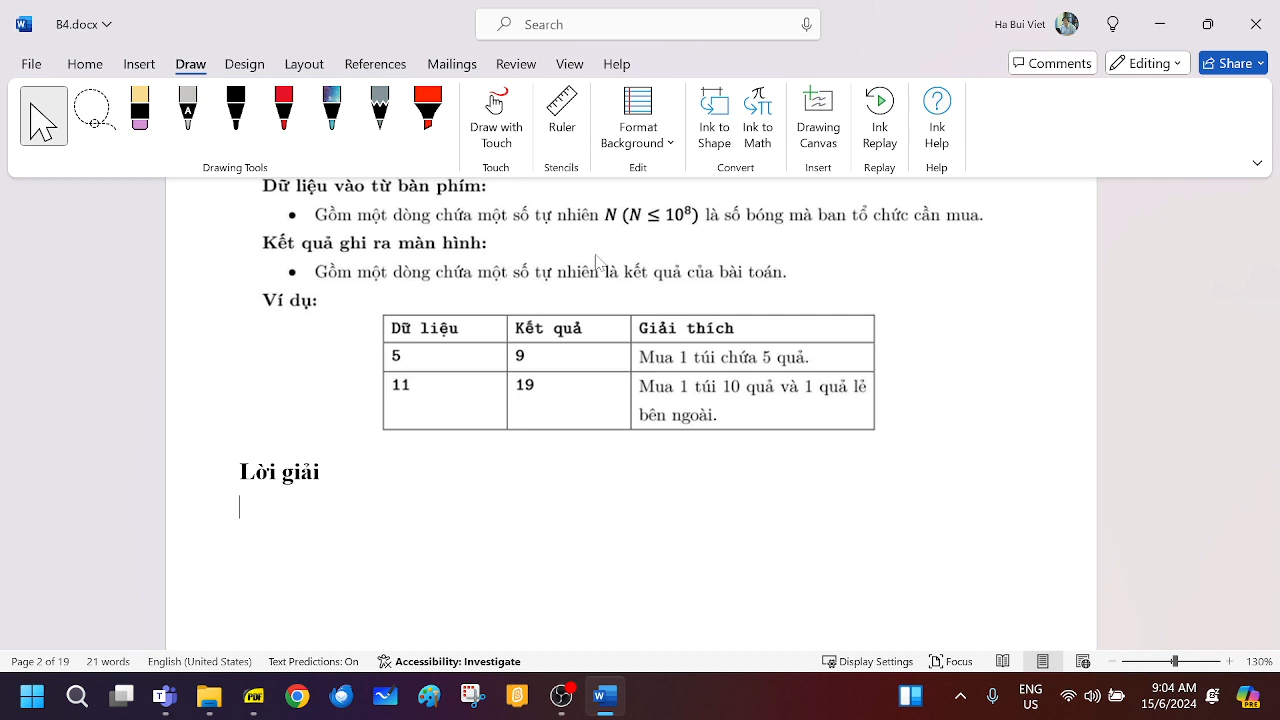 B4.docx
Search
Ha Bui Viet
File Home Insert Draw Design Layout References Mailings Review View Help
Comments Editing Share
A
Draw with Touch
Ruler
Format Background
Ink to Shape
Ink to Math
Drawing Canvas
Ink Replay
Ink Help
Drawing Tools Touch Stencils Edit Convert Insert Replay Help
Dữ liệu vào từ bàn phím:
• Gồm một dòng chứa một số tự nhiên N (N ≤ 10⁸) là số bóng mà ban tổ chức cần mua.
Kết quả ghi ra màn hình:
• Gồm một dòng chứa một số tự nhiên là kết quả của bài toán.
Ví dụ:
Dữ liệu Kết quả Giải thích
5 9 Mua 1 túi chứa 5 quả.
11 19 Mua 1 túi 10 quả và 1 quả lẻ
bên ngoài.
Lời giải
Page 2 of 19 21 words English (United States) Text Predictions: On Accessibility: Investigate Display Settings Focus 130%
PDF
PRE
ENG
US
9:04 AM
15/6/2024